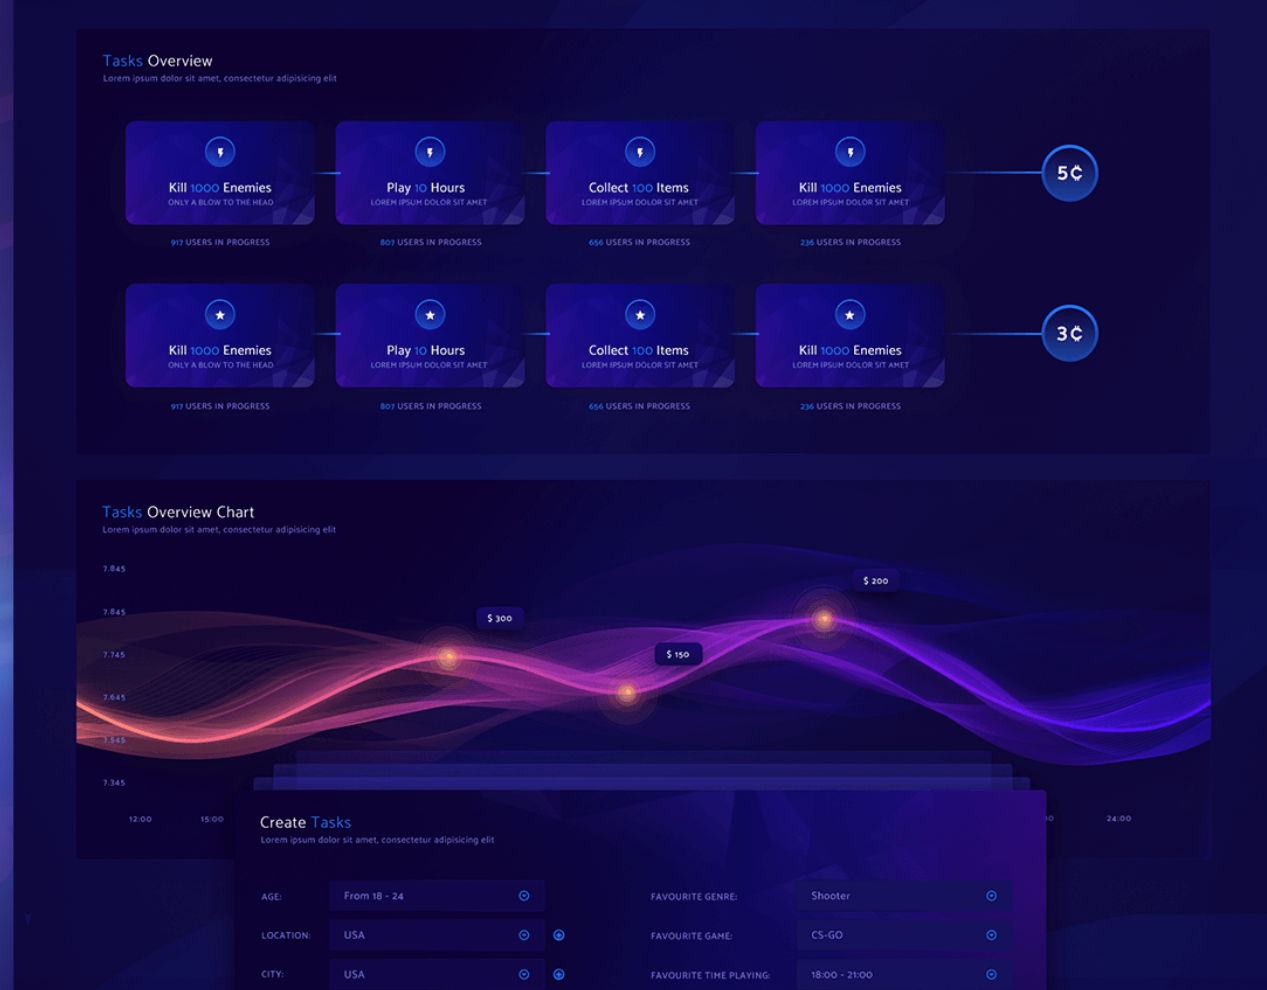 Tasks Overview
Lorem ipsum dolor sit amet, consectetur adipisicing elit
Kill 1000 Enemies
ONLY A BLOW TO THE HEAD
917 USERS IN PROGRESS
Play 10 Hours
LOREM IPSUM DOLOR SIT AMET
807 USERS IN PROGRESS
Collect 100 Items
LOREM IPSUM DOLOR SIT AMET
656 USERS IN PROGRESS
Kill 1000 Enemies
LOREM IPSUM DOLOR SIT AMET
236 USERS IN PROGRESS
5₵
Kill 1000 Enemies
ONLY A BLOW TO THE HEAD
917 USERS IN PROGRESS
Play 10 Hours
LOREM IPSUM DOLOR SIT AMET
807 USERS IN PROGRESS
Collect 100 Items
LOREM IPSUM DOLOR SIT AMET
656 USERS IN PROGRESS
Kill 1000 Enemies
LOREM IPSUM DOLOR SIT AMET
236 USERS IN PROGRESS
3₵
Tasks Overview Chart
Lorem ipsum dolor sit amet, consectetur adipisicing elit
7.845
7.845
7.745
7.645
7.545
7.345
$ 300
$ 150
$ 200
12:00
15:00
24:00
Create Tasks
Lorem ipsum dolor sit amet, consectetur adipisicing elit
AGE: From 18 - 24
LOCATION: USA
CITY: USA
FAVOURITE GENRE: Shooter
FAVOURITE GAME: CS-GO
FAVOURITE TIME PLAYING: 18:00 - 21:00